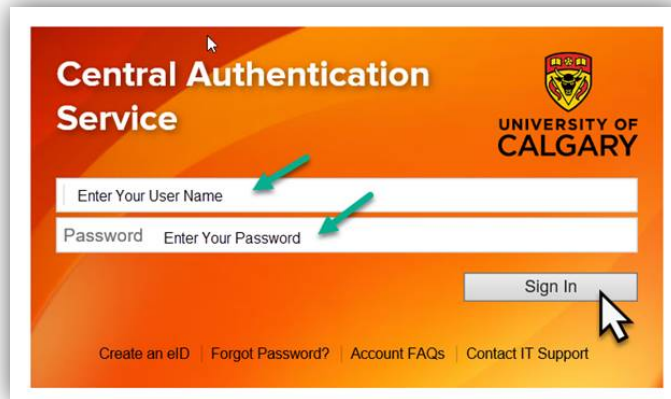 Central Authentication
Service
UNIVERSITY OF
CALGARY
Enter Your User Name
Password Enter Your Password
Sign In
Create an eID | Forgot Password? | Account FAQs | Contact IT Support